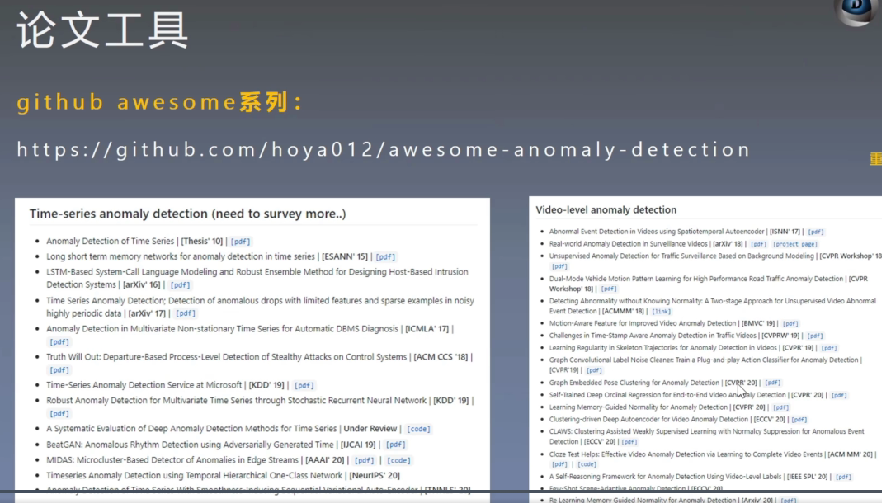 论文工具
github awesome系列：
https://github.com/hoya012/awesome-anomaly-detection
重
Time-series anomaly detection (need to survey more..)
Anomaly Detection of Time Series | [Thesis' 10] | [pdf]
Long short term memory networks for anomaly detection in time series | [ESANN' 15] | [pdf]
LSTM-Based System-Call Language Modeling and Robust Ensemble Method for Designing Host-Based Intrusion
Detection Systems | [arXiv' 16] | [pdf]
Time Series Anomaly Detection; Detection of anomalous drops with limited features and sparse examples in noisy
highly periodic data | [arXiv' 17] | [pdf]
Anomaly Detection in Multivariate Non-stationary Time Series for Automatic DBMS Diagnosis | [ICMLA' 17] |
[pdf]
Truth Will Out: Departure-Based Process-Level Detection of Stealthy Attacks on Control Systems | [ACM CCS '18] |
[pdf]
Time-Series Anomaly Detection Service at Microsoft | [KDD' 19] | [pdf]
Robust Anomaly Detection for Multivariate Time Series through Stochastic Recurrent Neural Network | [KDD' 19] |
[pdf]
A Systematic Evaluation of Deep Anomaly Detection Methods for Time Series | Under Review | [code]
BeatGAN: Anomalous Rhythm Detection using Adversarially Generated Time | [IJCAI 19] | [pdf]
MIDAS: Microcluster-Based Detector of Anomalies in Edge Streams | [AAAI' 20] | [pdf] | [code]
Timeseries Anomaly Detection using Temporal Hierarchical One-Class Network | [NeurIPS' 20]
Video-level anomaly detection
Abnormal Event Detection in Videos using Spatiotemporal Autoencoder | [ISNN' 17] | [pdf]
Real-world Anomaly Detection in Surveillance Videos | [arXiv' 18] | [pdf] [project page]
Unsupervised Anomaly Detection for Traffic Surveillance Based on Background Modeling | [CVPR Workshop' 18]
[pdf]
Dual-Mode Vehicle Motion Pattern Learning for High Performance Road Traffic Anomaly Detection | [CVPR
Workshop' 18] | [pdf]
Detecting Abnormality without Knowing Normality: A Two-stage Approach for Unsupervised Video Abnormal
Event Detection | [ACMMM' 18] | [link]
Motion-Aware Feature for Improved Video Anomaly Detection | [BMVC' 19] | [pdf]
Challenges in Time-Stamp Aware Anomaly Detection in Traffic Videos | [CVPRW' 19] | [pdf]
Learning Regularity in Skeleton Trajectories for Anomaly Detection in Videos | [CVPR' 19] | [pdf]
Graph Convolutional Label Noise Cleaner: Train a Plug-and-play Action Classifier for Anomaly Detection |
[CVPR' 19] | [pdf]
Graph Embedded Pose Clustering for Anomaly Detection | [CVPR' 20] | [pdf]
Self-Trained Deep Ordinal Regression for End-to-End Video Anomaly Detection | [CVPR' 20] | [pdf]
Learning Memory-Guided Normality for Anomaly Detection | [CVPR' 20] | [pdf]
Clustering-driven Deep Autoencoder for Video Anomaly Detection | [ECCV' 20] | [pdf]
CLAWS: Clustering Assisted Weakly Supervised Learning with Normality Suppression for Anomalous Event
Detection | [ECCV' 20] | [pdf]
Cloze Test Helps: Effective Video Anomaly Detection via Learning to Complete Video Events | [ACM MM' 20] |
[pdf] | [code]
A Self-Reasoning Framework for Anomaly Detection Using Video-Level Labels | [IEEE SPL' 20] | [pdf]
Few-Shot Scene-Adaptive Anomaly Detection | [ECCV' 20] | [pdf]
Re Learning Memory Guided Normality for Anomaly Detection | [Arxiv' 20] | [pdf]